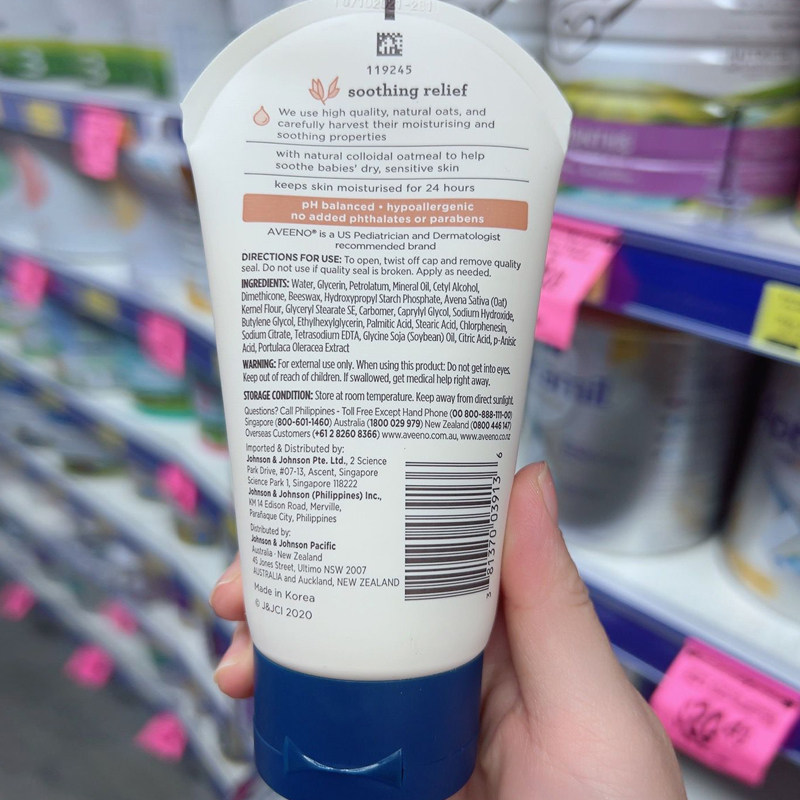 119245
soothing relief
We use high quality, natural oats, and
carefully harvest their moisturising and
soothing properties
with natural colloidal oatmeal to help
soothe babies' dry, sensitive skin
keeps skin moisturised for 24 hours
pH balanced • hypoallergenic
no added phthalates or parabens
AVEENO® is a US Pediatrician and Dermatologist
recommended brand
DIRECTIONS FOR USE: To open, twist off cap and remove quality
seal. Do not use if quality seal is broken. Apply as needed.
INGREDIENTS: Water, Glycerin, Petrolatum, Mineral Oil, Cetyl Alcohol,
Dimethicone, Beeswax, Hydroxypropyl Starch Phosphate, Avena Sativa (Oat)
Kernel Flour, Glyceryl Stearate SE, Carbomer, Caprylyl Glycol, Sodium Hydroxide,
Butylene Glycol, Ethylhexylglycerin, Palmitic Acid, Stearic Acid, Chlorphenesin,
Sodium Citrate, Tetrasodium EDTA, Glycine Soja (Soybean) Oil, Citric Acid, p-Anisic
Acid, Portulaca Oleracea Extract
WARNING: For external use only. When using this product: Do not get into eyes.
Keep out of reach of children. If swallowed, get medical help right away.
STORAGE CONDITION: Store at room temperature. Keep away from direct sunlight.
Questions? Call Philippines - Toll Free Except Hand Phone (00 800-888-111-00)
Singapore (800-601-1460) Australia (1800 029 979) New Zealand (0800 446 147)
Overseas Customers (+61 2 8260 8366) www.aveeno.com.au, www.aveeno.co.nz
Imported & Distributed by:
Johnson & Johnson Pte. Ltd., 2 Science
Park Drive, #07-13, Ascent, Singapore
Science Park 1, Singapore 118222
Johnson & Johnson (Philippines) Inc.,
KM 14 Edison Road, Merville,
Parañaque City, Philippines
Distributed by:
Johnson & Johnson Pacific
Australia · New Zealand
45 Jones Street, Ultimo NSW 2007
AUSTRALIA and Auckland, NEW ZEALAND
Made in Korea
© J&JCI 2020
3 81370 03913 6